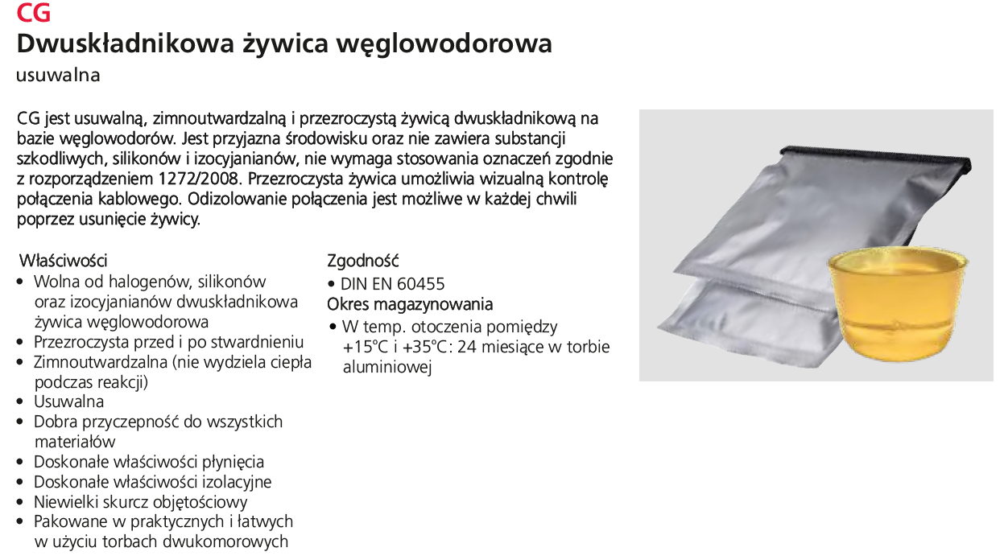 CG
Dwuskładnikowa żywica węglowodorowa
usuwalna
CG jest usuwalną, zimnoutwardzalną i przezroczystą żywicą dwuskładnikową na
bazie węglowodorów. Jest przyjazna środowisku oraz nie zawiera substancji
szkodliwych, silikonów i izocyjanianów, nie wymaga stosowania oznaczeń zgodnie
z rozporządzeniem 1272/2008. Przezroczysta żywica umożliwia wizualną kontrolę
połączenia kablowego. Odizolowanie połączenia jest możliwe w każdej chwili
poprzez usunięcie żywicy.
Właściwości
• Wolna od halogenów, silikonów
oraz izocyjanianów dwuskładnikowa
żywica węglowodorowa
• Przezroczysta przed i po stwardnieniu
• Zimnoutwardzalna (nie wydziela ciepła
podczas reakcji)
• Usuwalna
• Dobra przyczepność do wszystkich
materiałów
• Doskonałe właściwości płynięcia
• Doskonałe właściwości izolacyjne
• Niewielki skurcz objętościowy
• Pakowane w praktycznych i łatwych
w użyciu torbach dwukomorowych
Zgodność
• DIN EN 60455
Okres magazynowania
• W temp. otoczenia pomiędzy
+15°C i +35°C: 24 miesiące w torbie
aluminiowej